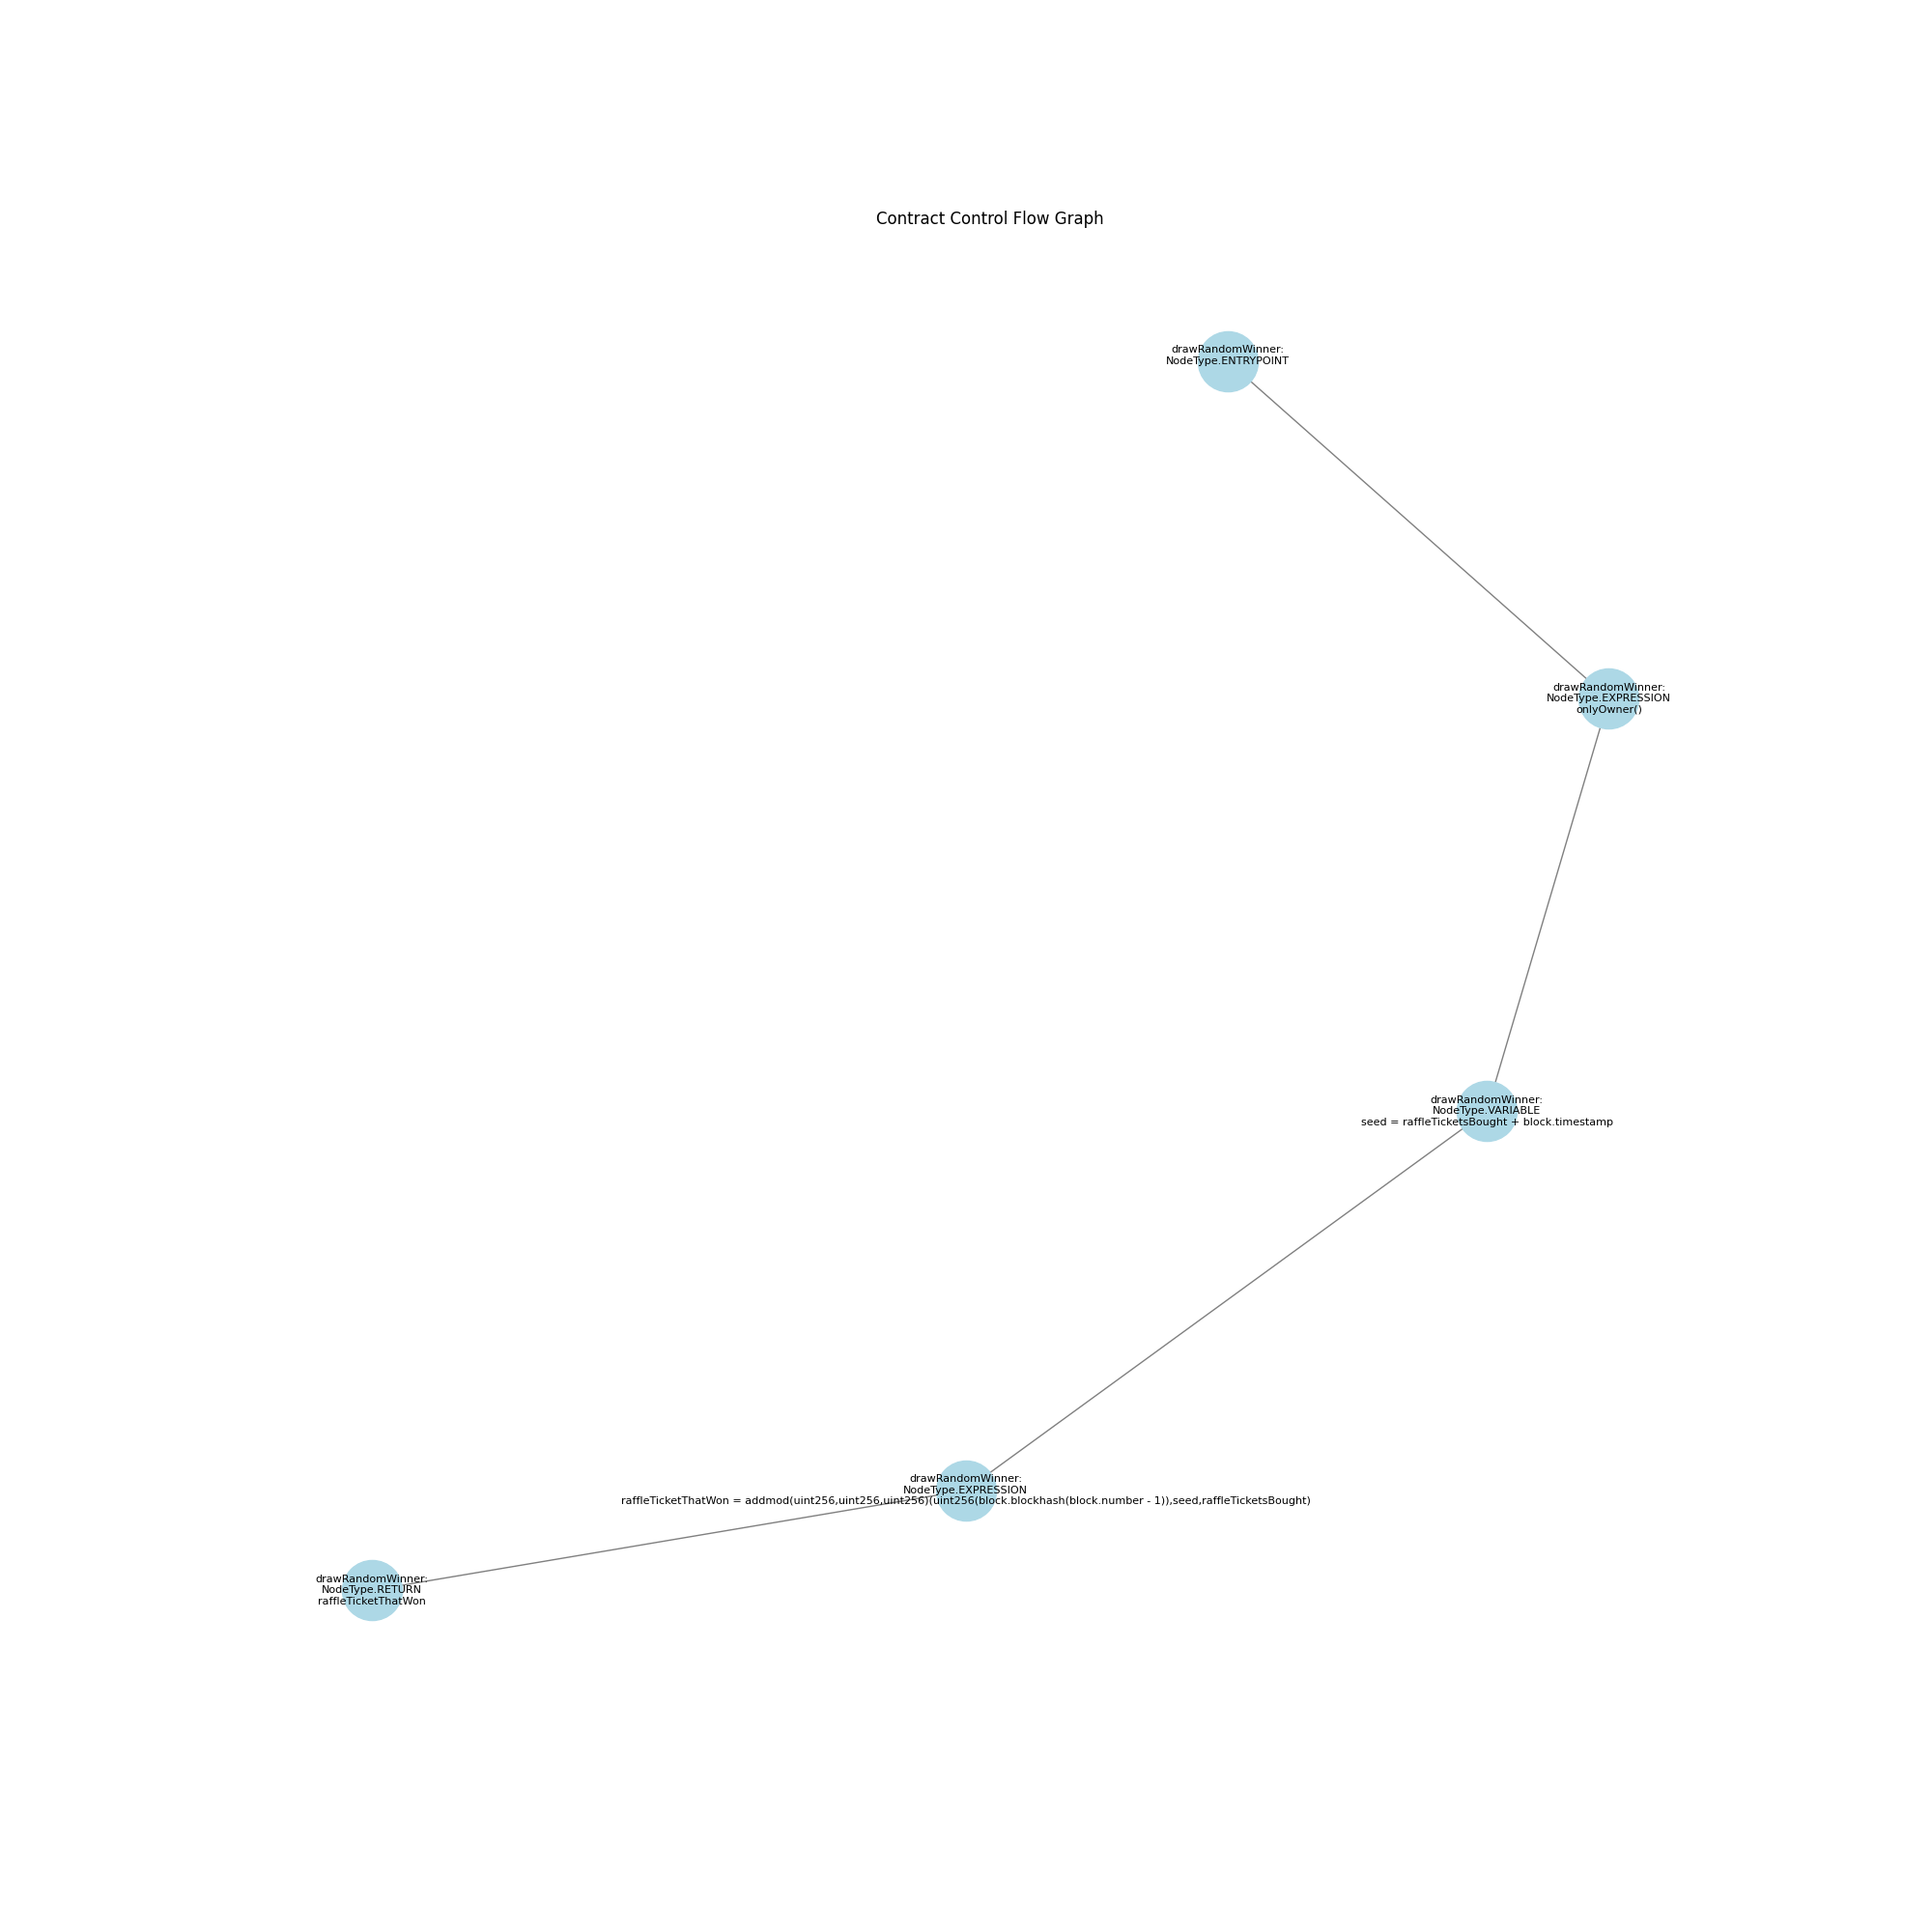 Contract Control Flow Graph
drawRandomWinner:
NodeType.ENTRYPOINT
drawRandomWinner:
NodeType.EXPRESSION
onlyOwner()
drawRandomWinner:
NodeType.VARIABLE
seed = raffleTicketsBought + block.timestamp
drawRandomWinner:
NodeType.EXPRESSION
raffleTicketThatWon = addmod(uint256,uint256,uint256)(uint256(block.blockhash(block.number - 1)),seed,raffleTicketsBought)
drawRandomWinner:
NodeType.RETURN
raffleTicketThatWon